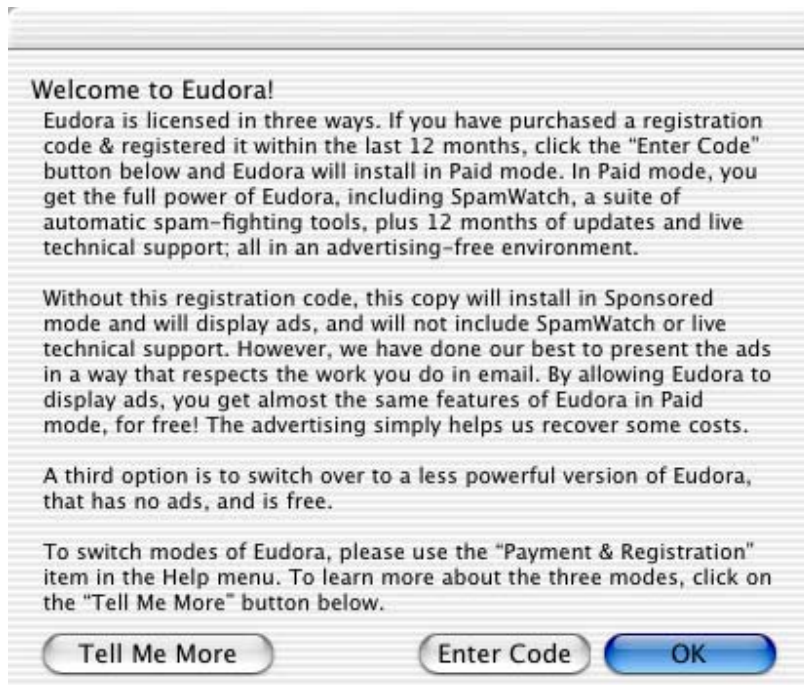 Welcome to Eudora!
Eudora is licensed in three ways. If you have purchased a registration
code & registered it within the last 12 months, click the “Enter Code”
button below and Eudora will install in Paid mode. In Paid mode, you
get the full power of Eudora, including SpamWatch, a suite of
automatic spam-fighting tools, plus 12 months of updates and live
technical support; all in an advertising-free environment.
Without this registration code, this copy will install in Sponsored
mode and will display ads, and will not include SpamWatch or live
technical support. However, we have done our best to present the ads
in a way that respects the work you do in email. By allowing Eudora to
display ads, you get almost the same features of Eudora in Paid
mode, for free! The advertising simply helps us recover some costs.
A third option is to switch over to a less powerful version of Eudora,
that has no ads, and is free.
To switch modes of Eudora, please use the “Payment & Registration”
item in the Help menu. To learn more about the three modes, click on
the “Tell Me More” button below.
Tell Me More Enter Code OK